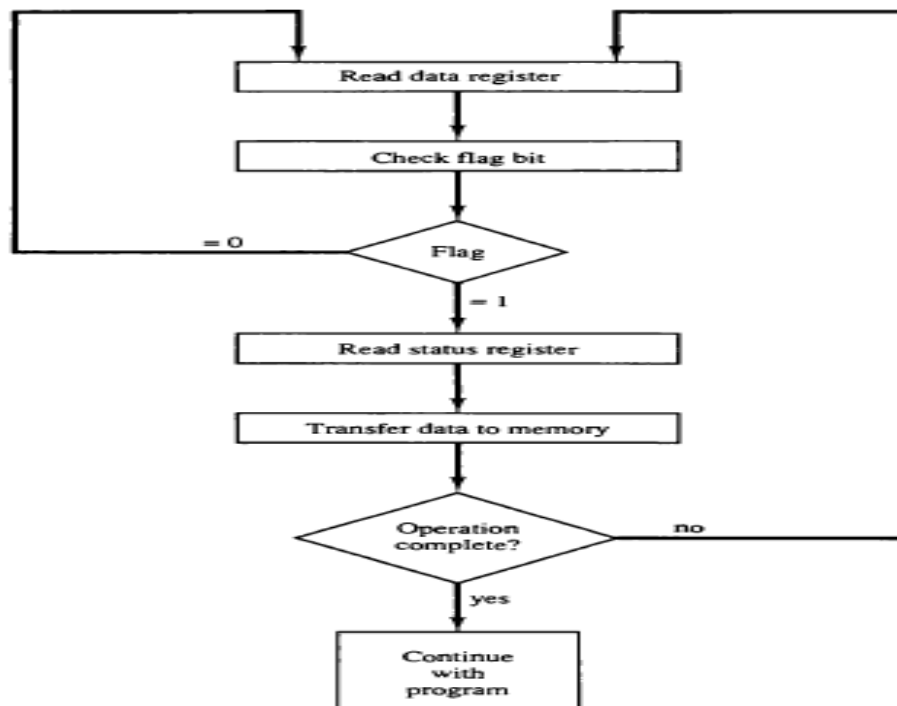 Read data register
Check flag bit
Flag
= 0
= 1
Read status register
Transfer data to memory
Operation
complete?
no
yes
Continue
with
program